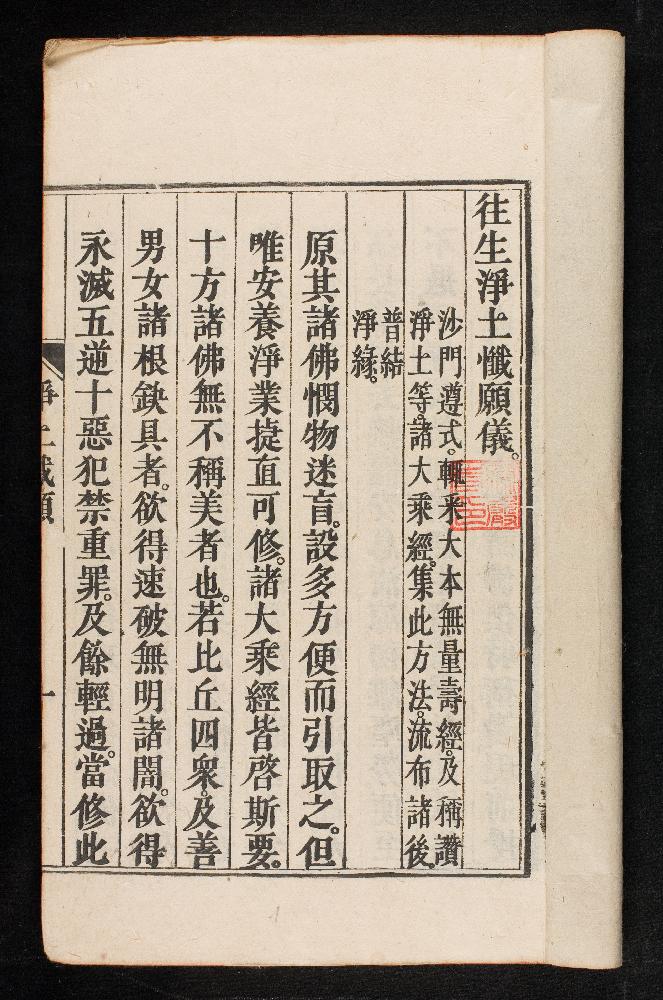 往生淨土懺願儀。
沙門遵式。輒釆大本無量壽經。及稱讚
淨土等。諸大乘經。集此方法。流布諸後。
普結
淨緣。
原其諸佛憫物迷盲。設多方便而引取之。但
唯安養淨業揵直可修。諸大乘經皆啓斯要。
十方諸佛無不稱美者也。若比丘四衆。及善
男女諸根鈌具者。欲得速破無明諸闇。欲得
永滅五逆十惡犯禁重罪。及餘輕過。當修此
淨土懺願
一